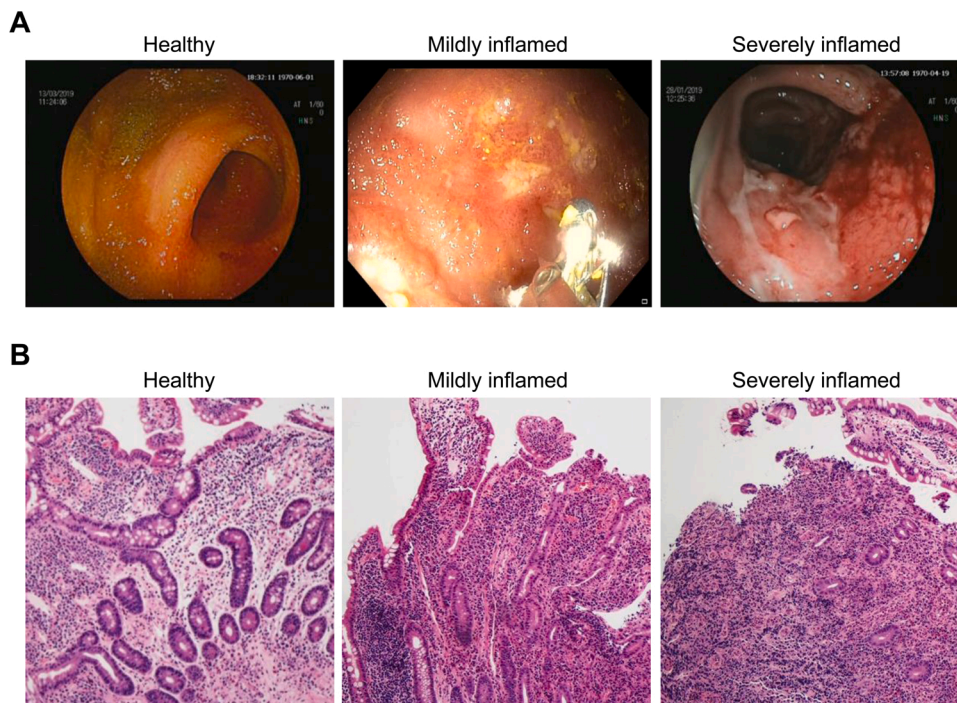 A
Healthy
Mildly inflamed
Severely inflamed
18:32:11 1970-06-01
13/03/2019
11:24:06
AT 1/60
0
H.N.S
13:57:08 1970-04-19
28/01/2019
12:25:36
AT 1/60
0
H.N.S
B
Healthy
Mildly inflamed
Severely inflamed